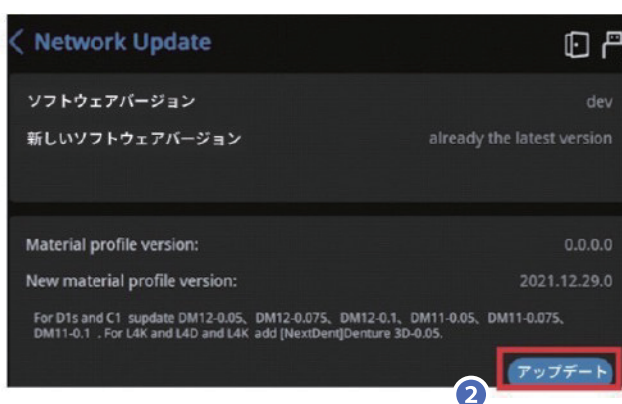 Network Update
ソフトウェアバージョン dev
新しいソフトウェアバージョン already the latest version
Material profile version: 0.0.0.0
New material profile version: 2021.12.29.0
For D1s and C1 supdate DM12-0.05、DM12-0.075、DM12-0.1、DM11-0.05、DM11-0.075、
DM11-0.1 . For L4K and L4D and L4K add [NextDent]Denture 3D-0.05.
アップデート
2